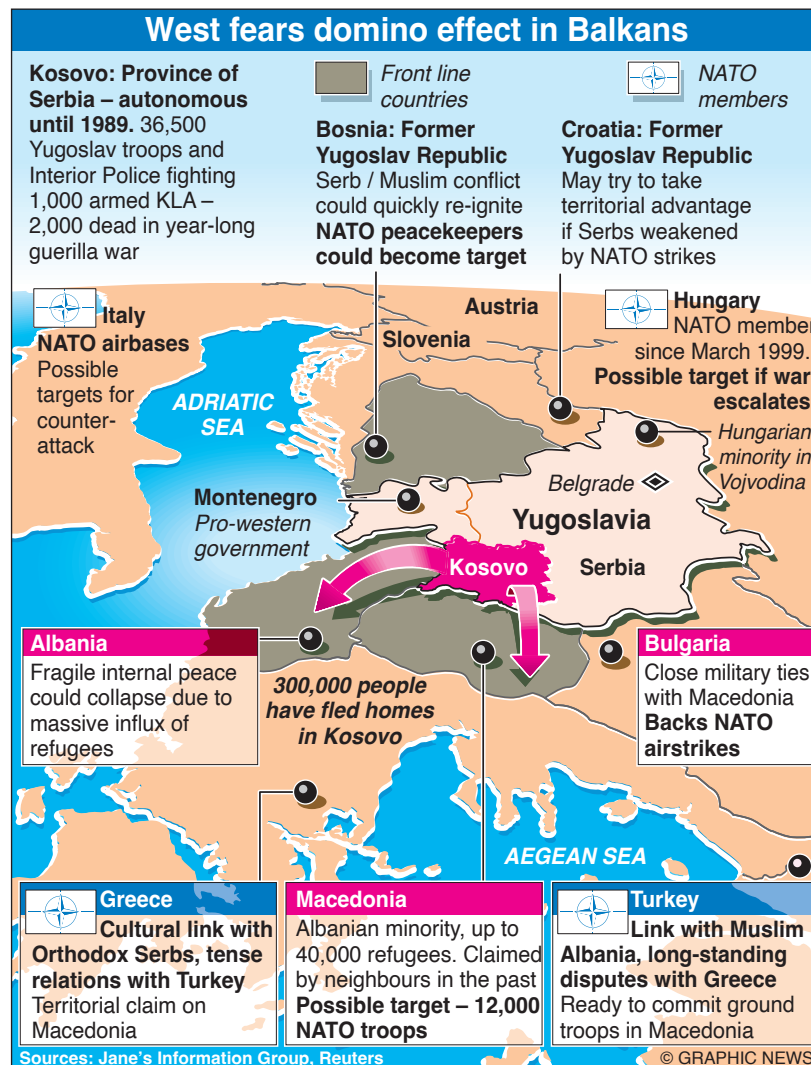 West fears domino effect in Balkans
Kosovo: Province of
Serbia – autonomous
until 1989. 36,500
Yugoslav troops and
Interior Police fighting
1,000 armed KLA –
2,000 dead in year-long
guerilla war
Front line
countries
NATO
members
Bosnia: Former
Yugoslav Republic
Serb / Muslim conflict
could quickly re-ignite
NATO peacekeepers
could become target
Croatia: Former
Yugoslav Republic
May try to take
territorial advantage
if Serbs weakened
by NATO strikes
Italy
NATO airbases
Possible
targets for
counter-
attack
Austria
Slovenia
Hungary
NATO member
since March 1999.
Possible target if war
escalates
Hungarian
minority in
Vojvodina
ADRIATIC
SEA
Montenegro
Pro-western
government
Belgrade
Yugoslavia
Kosovo
Serbia
Albania
Fragile internal peace
could collapse due to
massive influx of
refugees
300,000 people
have fled homes
in Kosovo
Bulgaria
Close military ties
with Macedonia
Backs NATO
airstrikes
AEGEAN SEA
Greece
Cultural link with
Orthodox Serbs, tense
relations with Turkey
Territorial claim on
Macedonia
Macedonia
Albanian minority, up to
40,000 refugees. Claimed
by neighbours in the past
Possible target – 12,000
NATO troops
Turkey
Link with Muslim
Albania, long-standing
disputes with Greece
Ready to commit ground
troops in Macedonia
Sources: Jane's Information Group, Reuters
© GRAPHIC NEWS